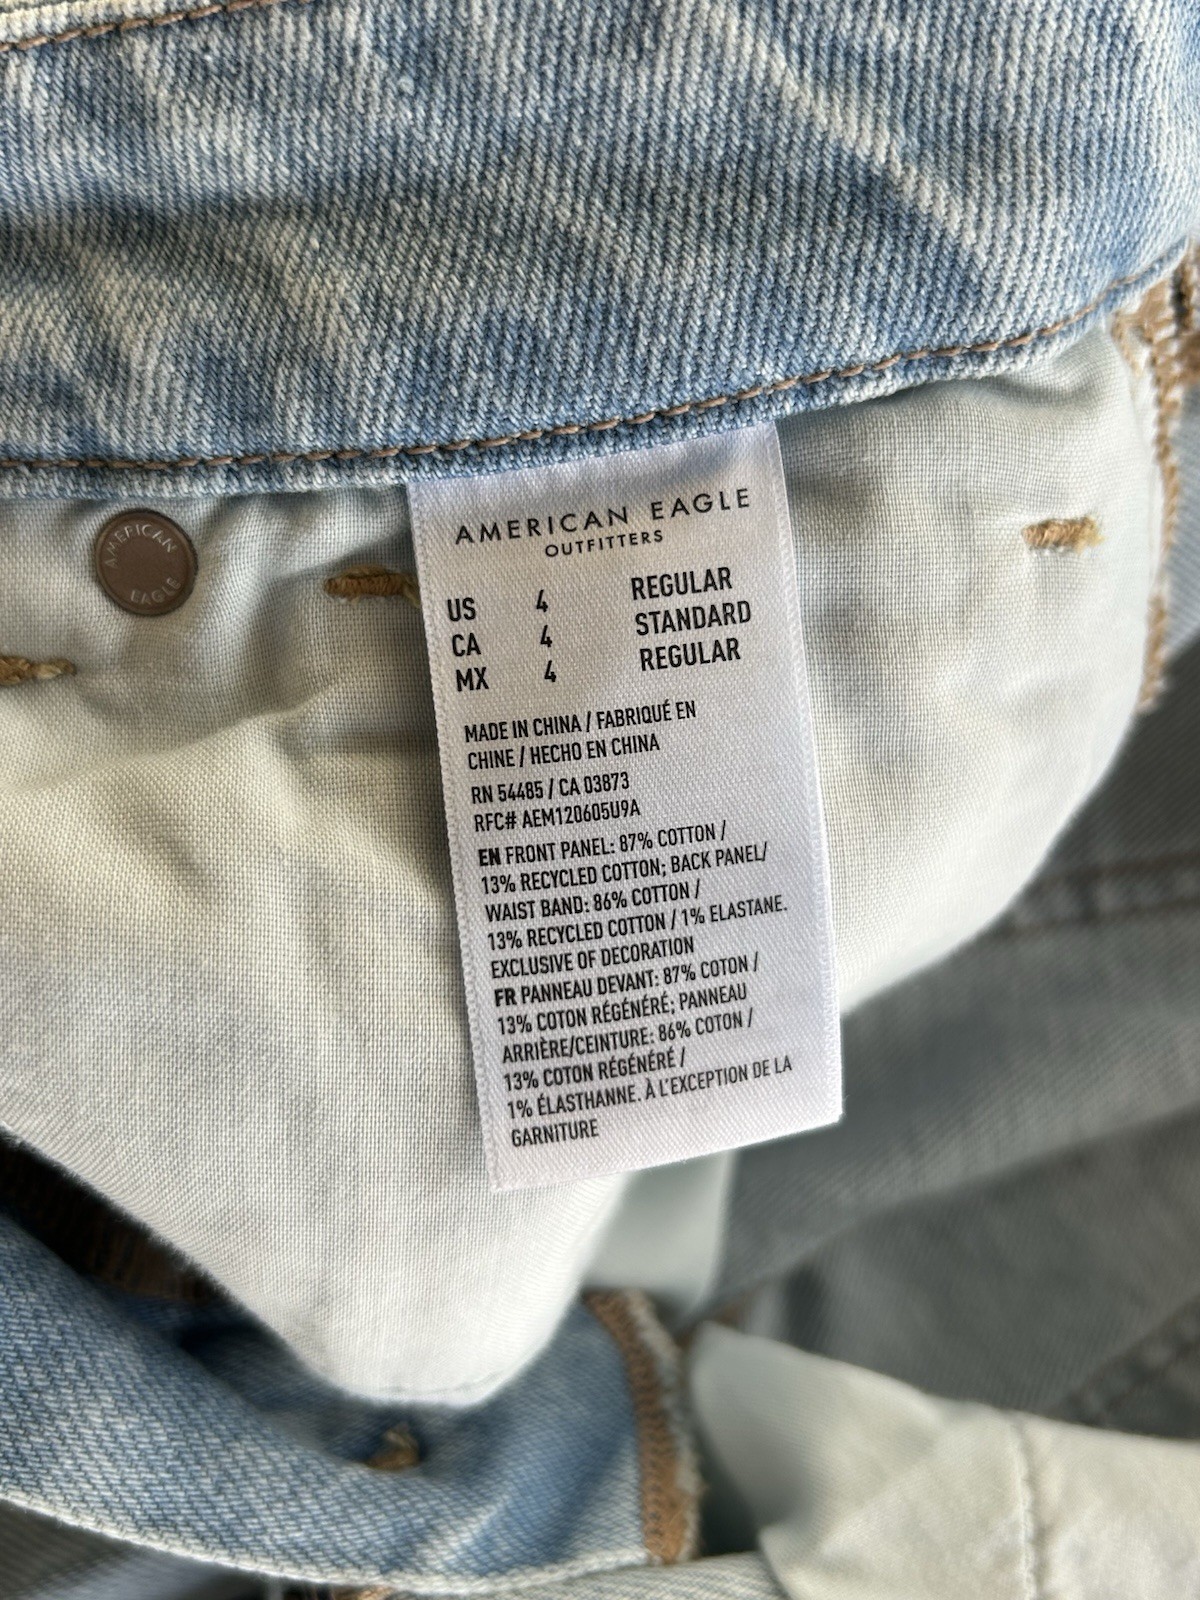 AMERICAN
EAGLE
AMERICAN EAGLE
OUTFITTERS
US 4 REGULAR
CA 4 STANDARD
MX 4 REGULAR
MADE IN CHINA / FABRIQUÉ EN
CHINE / HECHO EN CHINA
RN 54485 / CA 03873
RFC# AEM120605U9A
EN FRONT PANEL: 87% COTTON /
13% RECYCLED COTTON; BACK PANEL/
WAIST BAND: 86% COTTON /
13% RECYCLED COTTON / 1% ELASTANE.
EXCLUSIVE OF DECORATION
FR PANNEAU DEVANT: 87% COTON /
13% COTON RÉGÉNÉRÉ; PANNEAU
ARRIÈRE/CEINTURE: 86% COTON /
13% COTON RÉGÉNÉRÉ /
1% ÉLASTHANNE. À L'EXCEPTION DE LA
GARNITURE